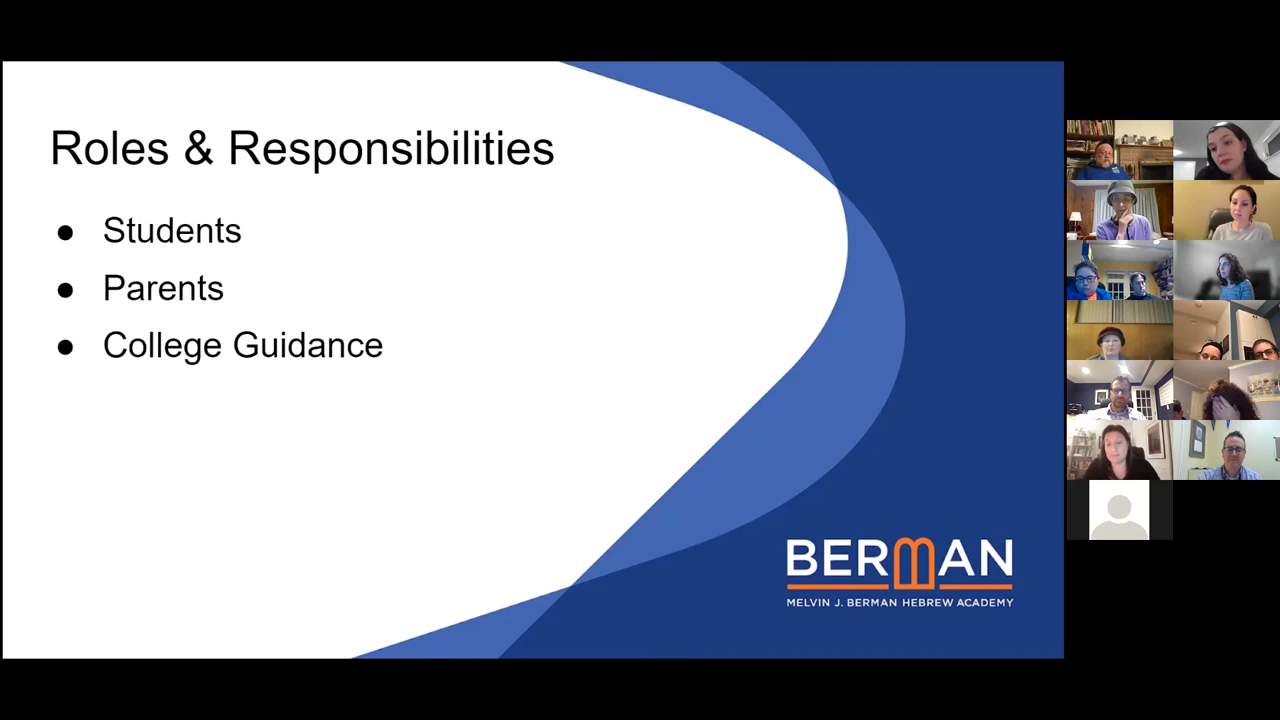 Roles & Responsibilities
● Students
● Parents
● College Guidance
BERMAN
MELVIN J. BERMAN HEBREW ACADEMY